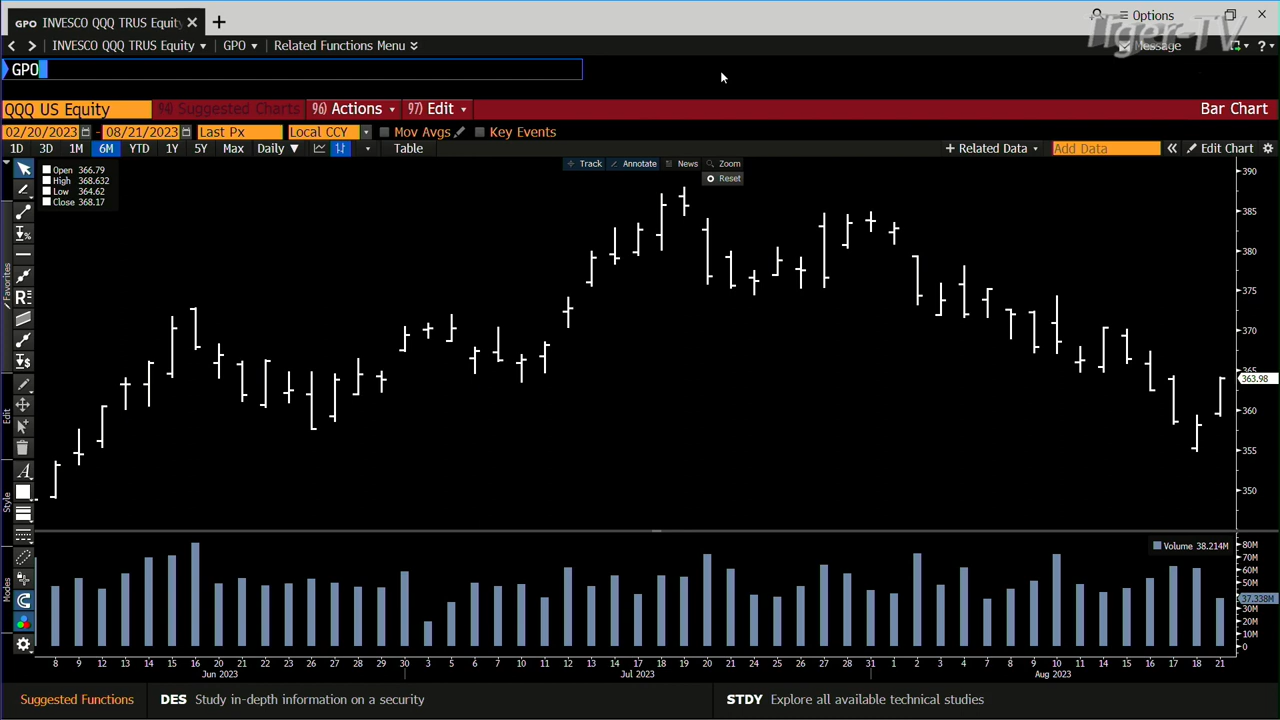 GPO INVESCO QQQ TRUS Equity
Options
Tiger-TV
INVESCO QQQ TRUS Equity GPO Related Functions Menu Message ?
GPO
QQQ US Equity 94) Suggested Charts 96) Actions 97) Edit Bar Chart
02/20/2023 - 08/21/2023 Last Px Local CCY Mov Avgs Key Events
1D 3D 1M 6M YTD 1Y 5Y Max Daily Table + Related Data Add Data Edit Chart
Track Annotate News Zoom
Reset
Open 366.79
High 368.632
Low 364.62
Close 368.17
Favorites
Edit
Style
Modes
390
385
380
375
370
365
363.98
360
355
350
Volume 38.214M
80M
70M
60M
50M
37.338M
30M
20M
10M
0
8 9 12 13 14 15 16 20 21 22 23 26 27 28 29 30 3 5 6 7 10 11 12 13 14 17 18 19 20 21 24 25 26 27 28 31 1 2 3 4 7 8 9 10 11 14 15 16 17 18 21
Jun 2023 Jul 2023 Aug 2023
Suggested Functions DES Study in-depth information on a security STDY Explore all available technical studies